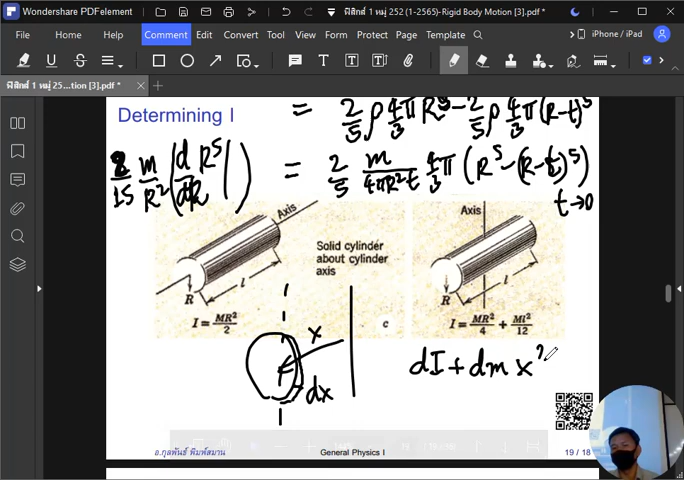 Wondershare PDFelement
ฟิสิกส์ 1 หมู่ 252 (1-2565)-Rigid Body Motion [3].pdf *
File
Home Edit Comment Convert View Tool Form Protect Page Template
iPhone / iPad
ฟิสิกส์ 1 หมู่ 25...tion [3].pdf *
Determining I
= 2/5 ρ 4/3 π R⁵ - 2/5 ρ 4/3 π (R-t)⁵
2/15 m/R² (d/dR R⁵) = 2/5 m/4πR²t 4/3 π (R⁵ - (R-t)⁵)
t→0
Axis
Solid cylinder
about cylinder
axis
R
l
I = MR²/2
c
Axis
R
l
I = MR²/4 + Ml²/12
x
dx
dI + dm x²
อ.กุลพันธ์ พิมพ์สมาน
General Physics I
19 / 18